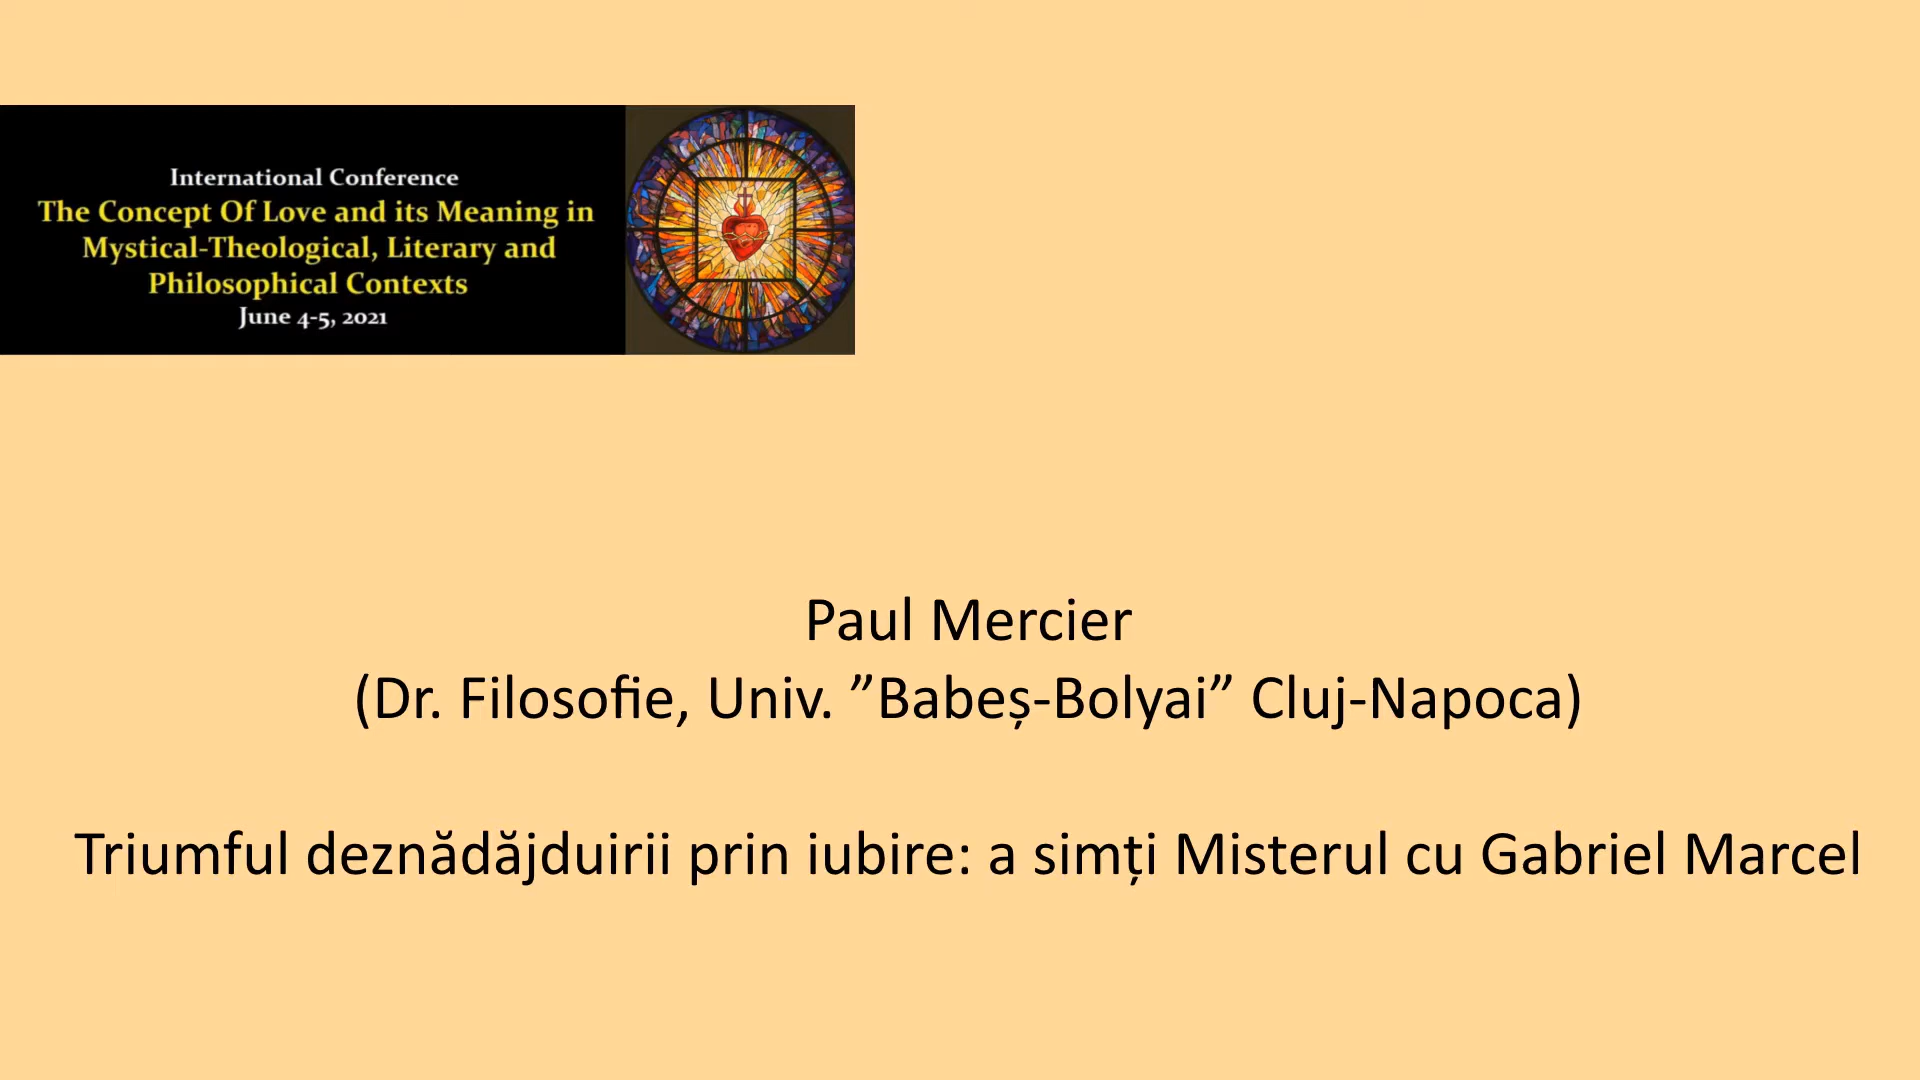 International Conference
The Concept Of Love and its Meaning in
Mystical-Theological, Literary and
Philosophical Contexts
June 4-5, 2021
Paul Mercier
(Dr. Filosofie, Univ. ”Babeș-Bolyai” Cluj-Napoca)
Triumful deznădăjduirii prin iubire: a simți Misterul cu Gabriel Marcel